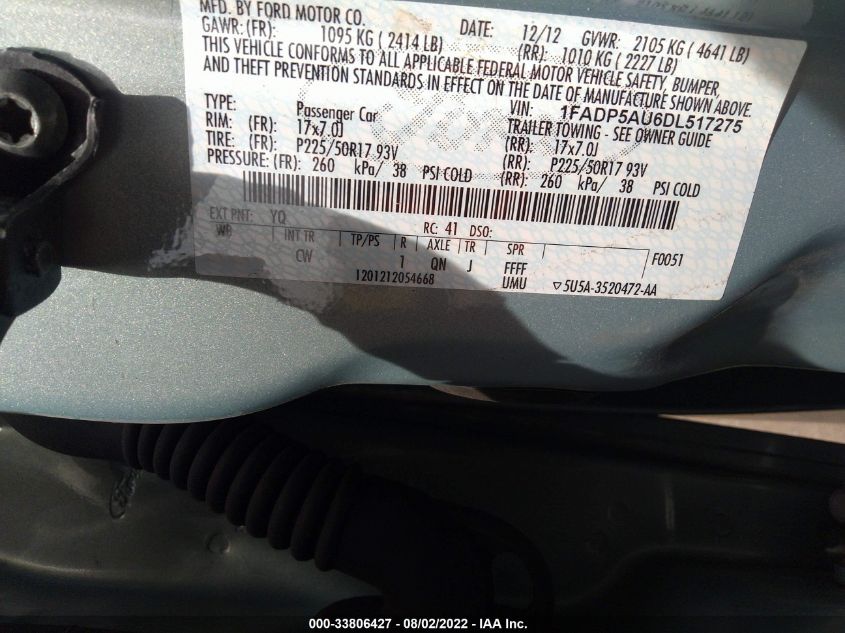 MFD. BY FORD MOTOR CO.
DATE: 12/12 GVWR: 2105 KG ( 4641 LB)
GAWR: (FR): 1095 KG ( 2414 LB) (RR): 1010 KG ( 2227 LB)
THIS VEHICLE CONFORMS TO ALL APPLICABLE FEDERAL MOTOR VEHICLE SAFETY, BUMPER,
AND THEFT PREVENTION STANDARDS IN EFFECT ON THE DATE OF MANUFACTURE SHOWN ABOVE.
VIN: 1FADP5AU6DL517275
TYPE: Passenger Car TRAILER TOWING - SEE OWNER GUIDE
RIM: (FR): 17x7.0J (RR): 17x7.0J
TIRE: (FR): P225/50R17 93V (RR): P225/50R17 93V
PRESSURE: (FR): 260 kPa/ 38 PSI COLD (RR): 260 kPa/ 38 PSI COLD
EXT PNT: YQ RC: 41 DSO:
WB INT TR TP/PS R AXLE TR SPR F0051
CW 1 QN J FFFF
1201212054668 UMU ▽5U5A-3520472-AA
Ford
000-33806427 - 08/02/2022 - IAA Inc.